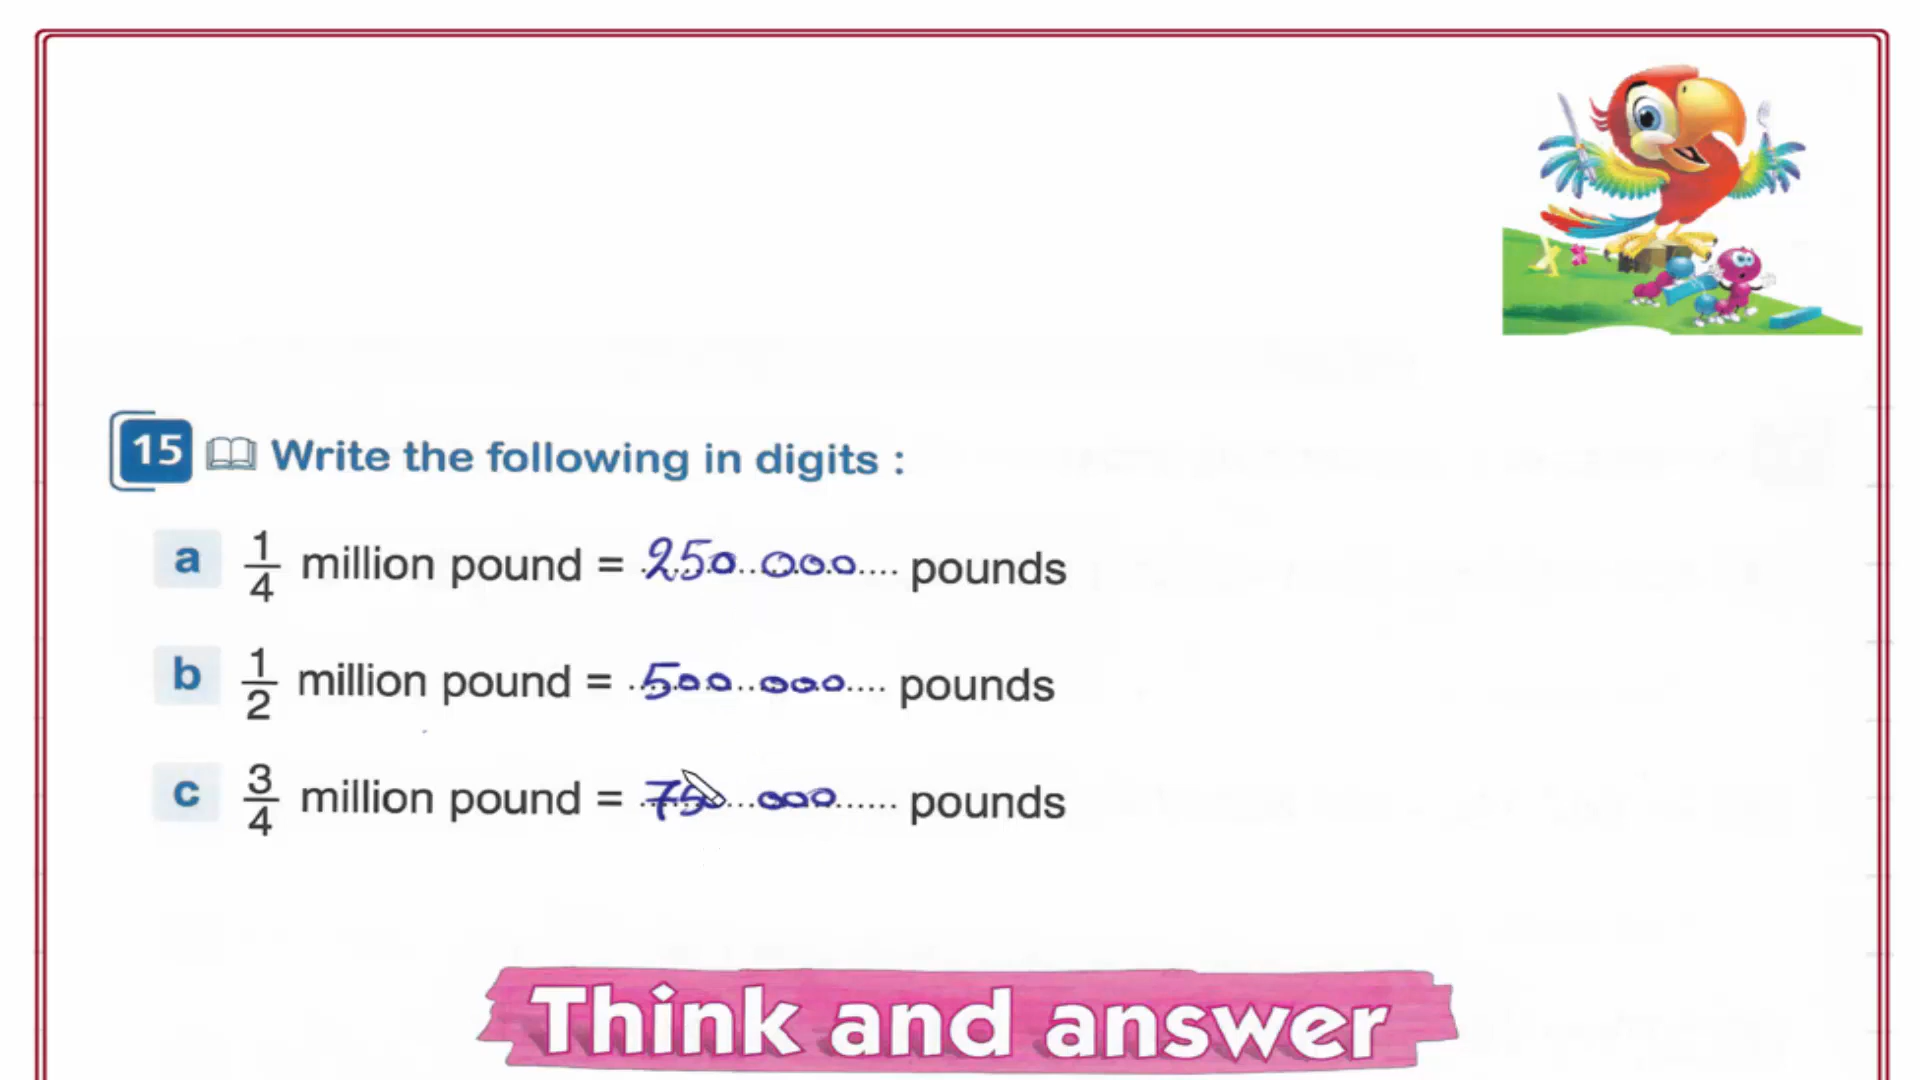 15 Write the following in digits :
a 1/4 million pound = 250 000 pounds
b 1/2 million pound = 500 000 pounds
c 3/4 million pound = 750 000 pounds
Think and answer